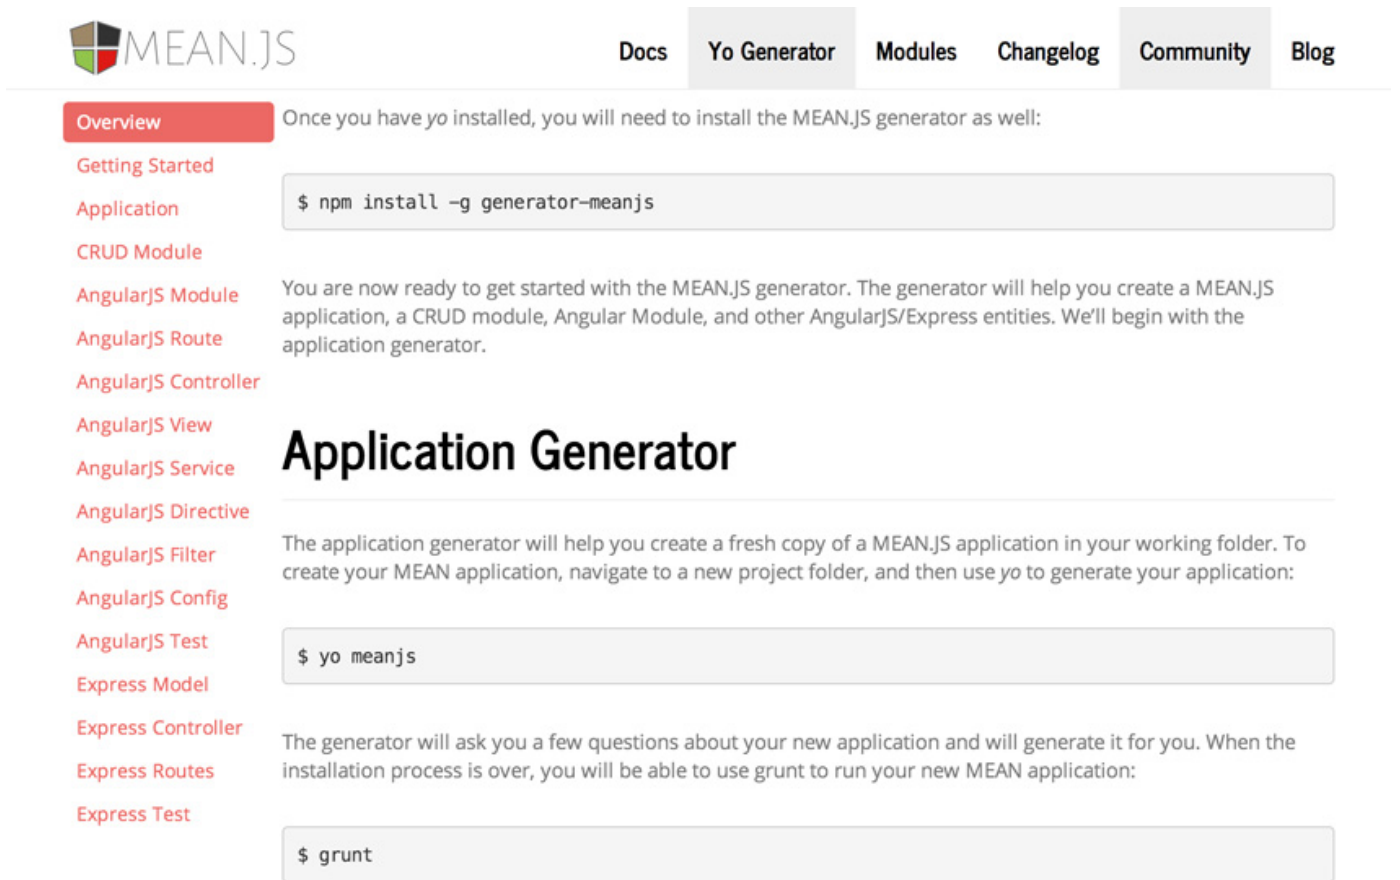 MEAN.JS
Docs
Yo Generator
Modules
Changelog
Community
Blog
Overview
Getting Started
Application
CRUD Module
AngularJS Module
AngularJS Route
AngularJS Controller
AngularJS View
AngularJS Service
AngularJS Directive
AngularJS Filter
AngularJS Config
AngularJS Test
Express Model
Express Controller
Express Routes
Express Test
Once you have yo installed, you will need to install the MEAN.JS generator as well:
$ npm install -g generator-meanjs
You are now ready to get started with the MEAN.JS generator. The generator will help you create a MEAN.JS
application, a CRUD module, Angular Module, and other AngularJS/Express entities. We’ll begin with the
application generator.
Application Generator
The application generator will help you create a fresh copy of a MEAN.JS application in your working folder. To
create your MEAN application, navigate to a new project folder, and then use yo to generate your application:
$ yo meanjs
The generator will ask you a few questions about your new application and will generate it for you. When the
installation process is over, you will be able to use grunt to run your new MEAN application:
$ grunt